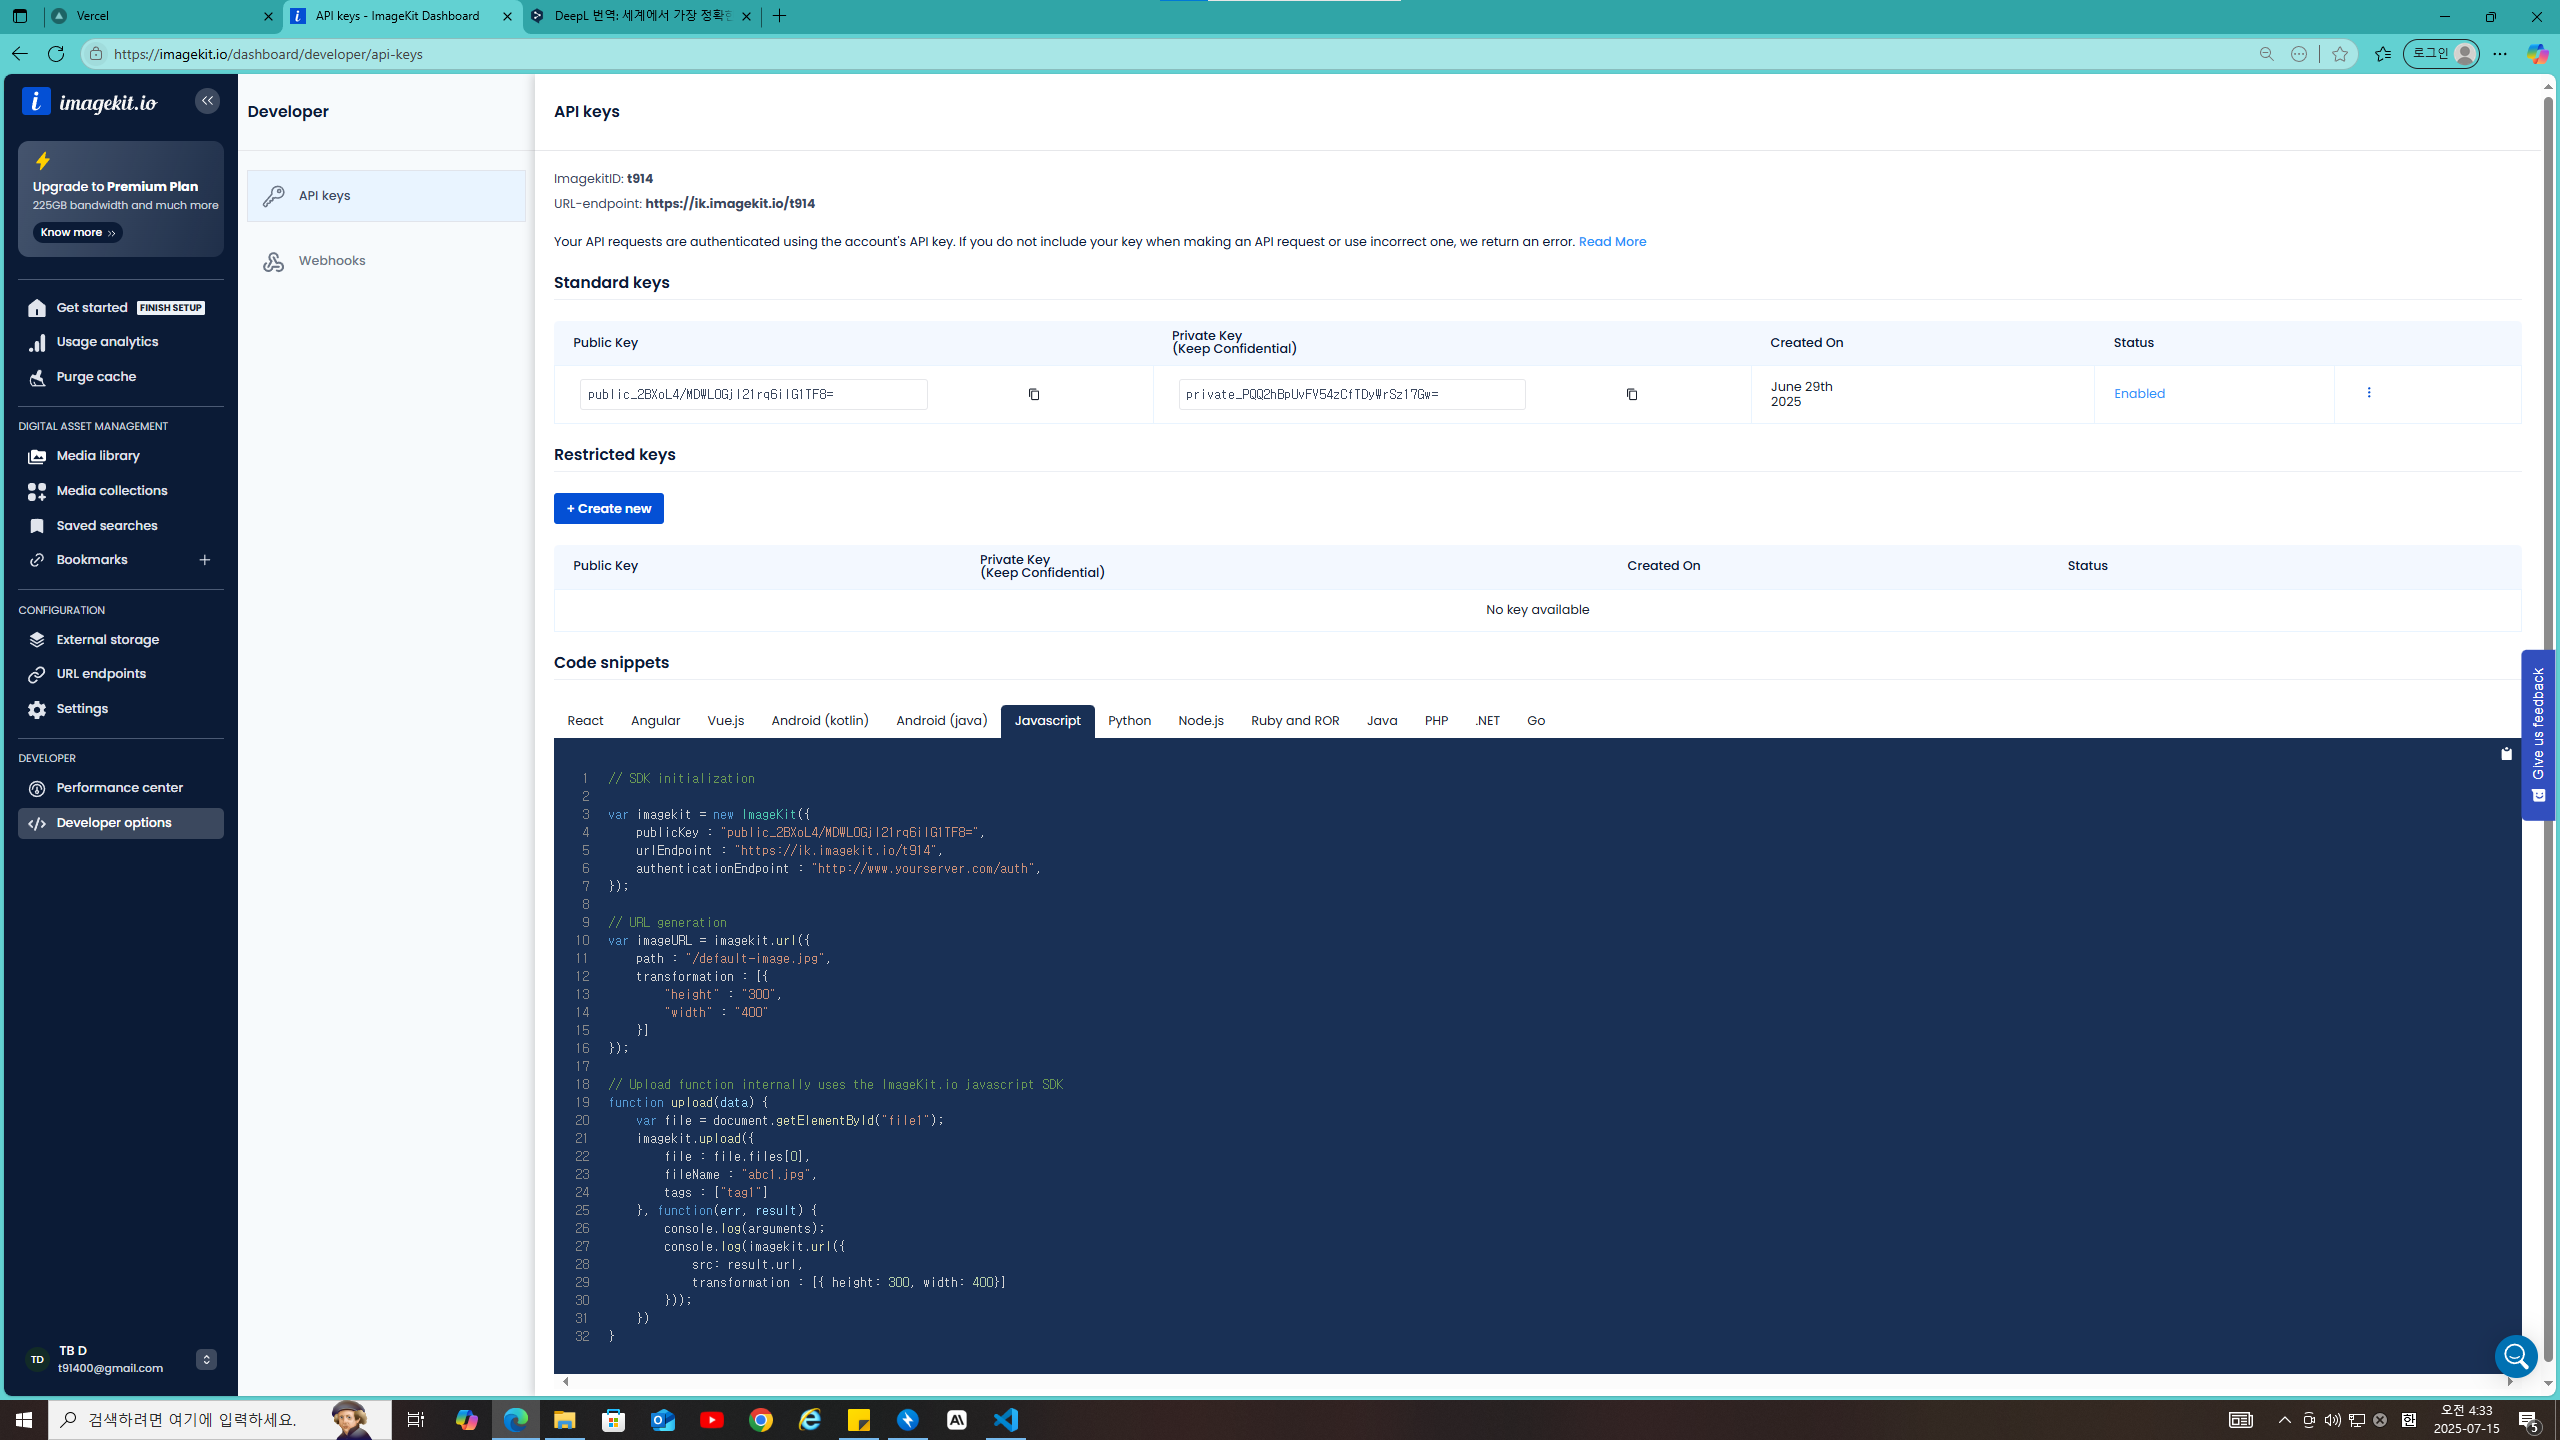 Vercel
API keys - ImageKit Dashboard
DeepL 번역: 세계에서 가장 정확한
https://imagekit.io/dashboard/developer/api-keys
로그인
imagekit.io
Upgrade to Premium Plan
225GB bandwidth and much more
Know more »
Get started FINISH SETUP
Usage analytics
Purge cache
DIGITAL ASSET MANAGEMENT
Media library
Media collections
Saved searches
Bookmarks +
CONFIGURATION
External storage
URL endpoints
Settings
DEVELOPER
Performance center
Developer options
TD
TB D
t91400@gmail.com
Developer
API keys
Webhooks
API keys
ImagekitID: t914
URL-endpoint: https://ik.imagekit.io/t914
Your API requests are authenticated using the account's API key. If you do not include your key when making an API request or use incorrect one, we return an error. Read More
Standard keys
Public Key
Private Key
(Keep Confidential)
Created On
Status
June 29th
2025
Enabled
Restricted keys
+ Create new
Public Key
Private Key
(Keep Confidential)
Created On
Status
No key available
Code snippets
React Angular Vue.js Android (kotlin) Android (java) Javascript Python Node.js Ruby and ROR Java PHP .NET Go
1 // SDK initialization
2
3 var imagekit = new ImageKit({
4 publicKey :
5 urlEndpoint : "https://ik.imagekit.io/t914",
6 authenticationEndpoint : "http://www.yourserver.com/auth",
7 });
8
9 // URL generation
10 var imageURL = imagekit.url({
11 path : "/default-image.jpg",
12 transformation : [{
13 "height" : "300",
14 "width" : "400"
15 }]
16 });
17
18 // Upload function internally uses the ImageKit.io javascript SDK
19 function upload(data) {
20 var file = document.getElementById("file1");
21 imagekit.upload({
22 file : file.files[0],
23 fileName : "abc1.jpg",
24 tags : ["tag1"]
25 }, function(err, result) {
26 console.log(arguments);
27 console.log(imagekit.url({
28 src: result.url,
29 transformation : [{ height: 300, width: 400}]
30 }));
31 })
32 }
Give us feedback
검색하려면 여기에 입력하세요.
오전 4:33
2025-07-15
5